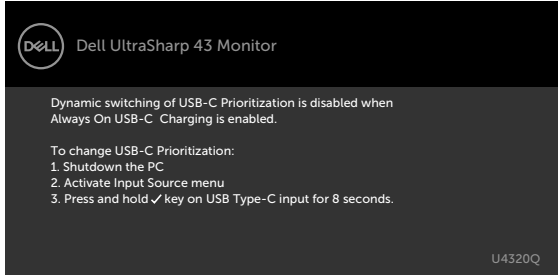 DELL
Dell UltraSharp 43 Monitor
Dynamic switching of USB-C Prioritization is disabled when
Always On USB-C  Charging is enabled.
To change USB-C Prioritization:
1. Shutdown the PC
2. Activate Input Source menu
3. Press and hold ✓ key on USB Type-C input for 8 seconds.
U4320Q